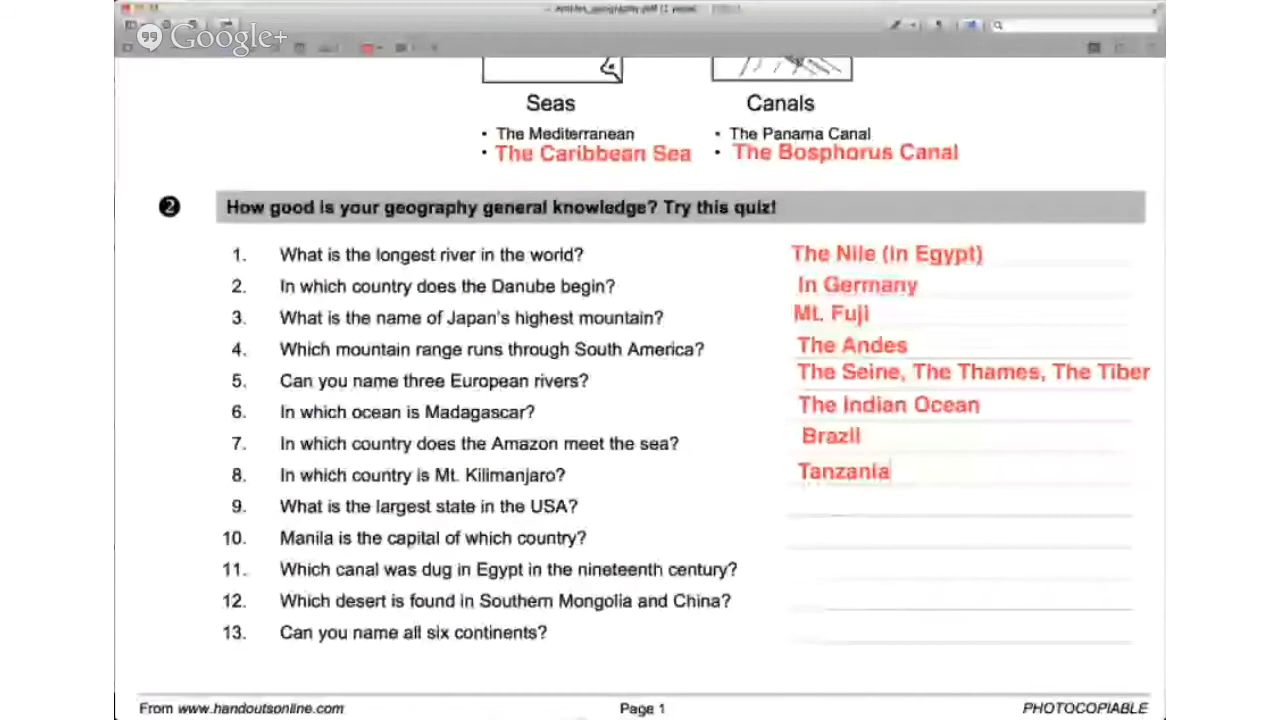 Google+
Seas
Canals
• The Mediterranean
• The Panama Canal
• The Caribbean Sea
• The Bosphorus Canal
2 How good is your geography general knowledge? Try this quiz!
1. What is the longest river in the world? The Nile (in Egypt)
2. In which country does the Danube begin? In Germany
3. What is the name of Japan's highest mountain? Mt. Fuji
4. Which mountain range runs through South America? The Andes
5. Can you name three European rivers? The Seine, The Thames, The Tiber
6. In which ocean is Madagascar? The Indian Ocean
7. In which country does the Amazon meet the sea? Brazil
8. In which country is Mt. Kilimanjaro? Tanzania
9. What is the largest state in the USA?
10. Manila is the capital of which country?
11. Which canal was dug in Egypt in the nineteenth century?
12. Which desert is found in Southern Mongolia and China?
13. Can you name all six continents?
From www.handoutsonline.com
Page 1
PHOTOCOPIABLE